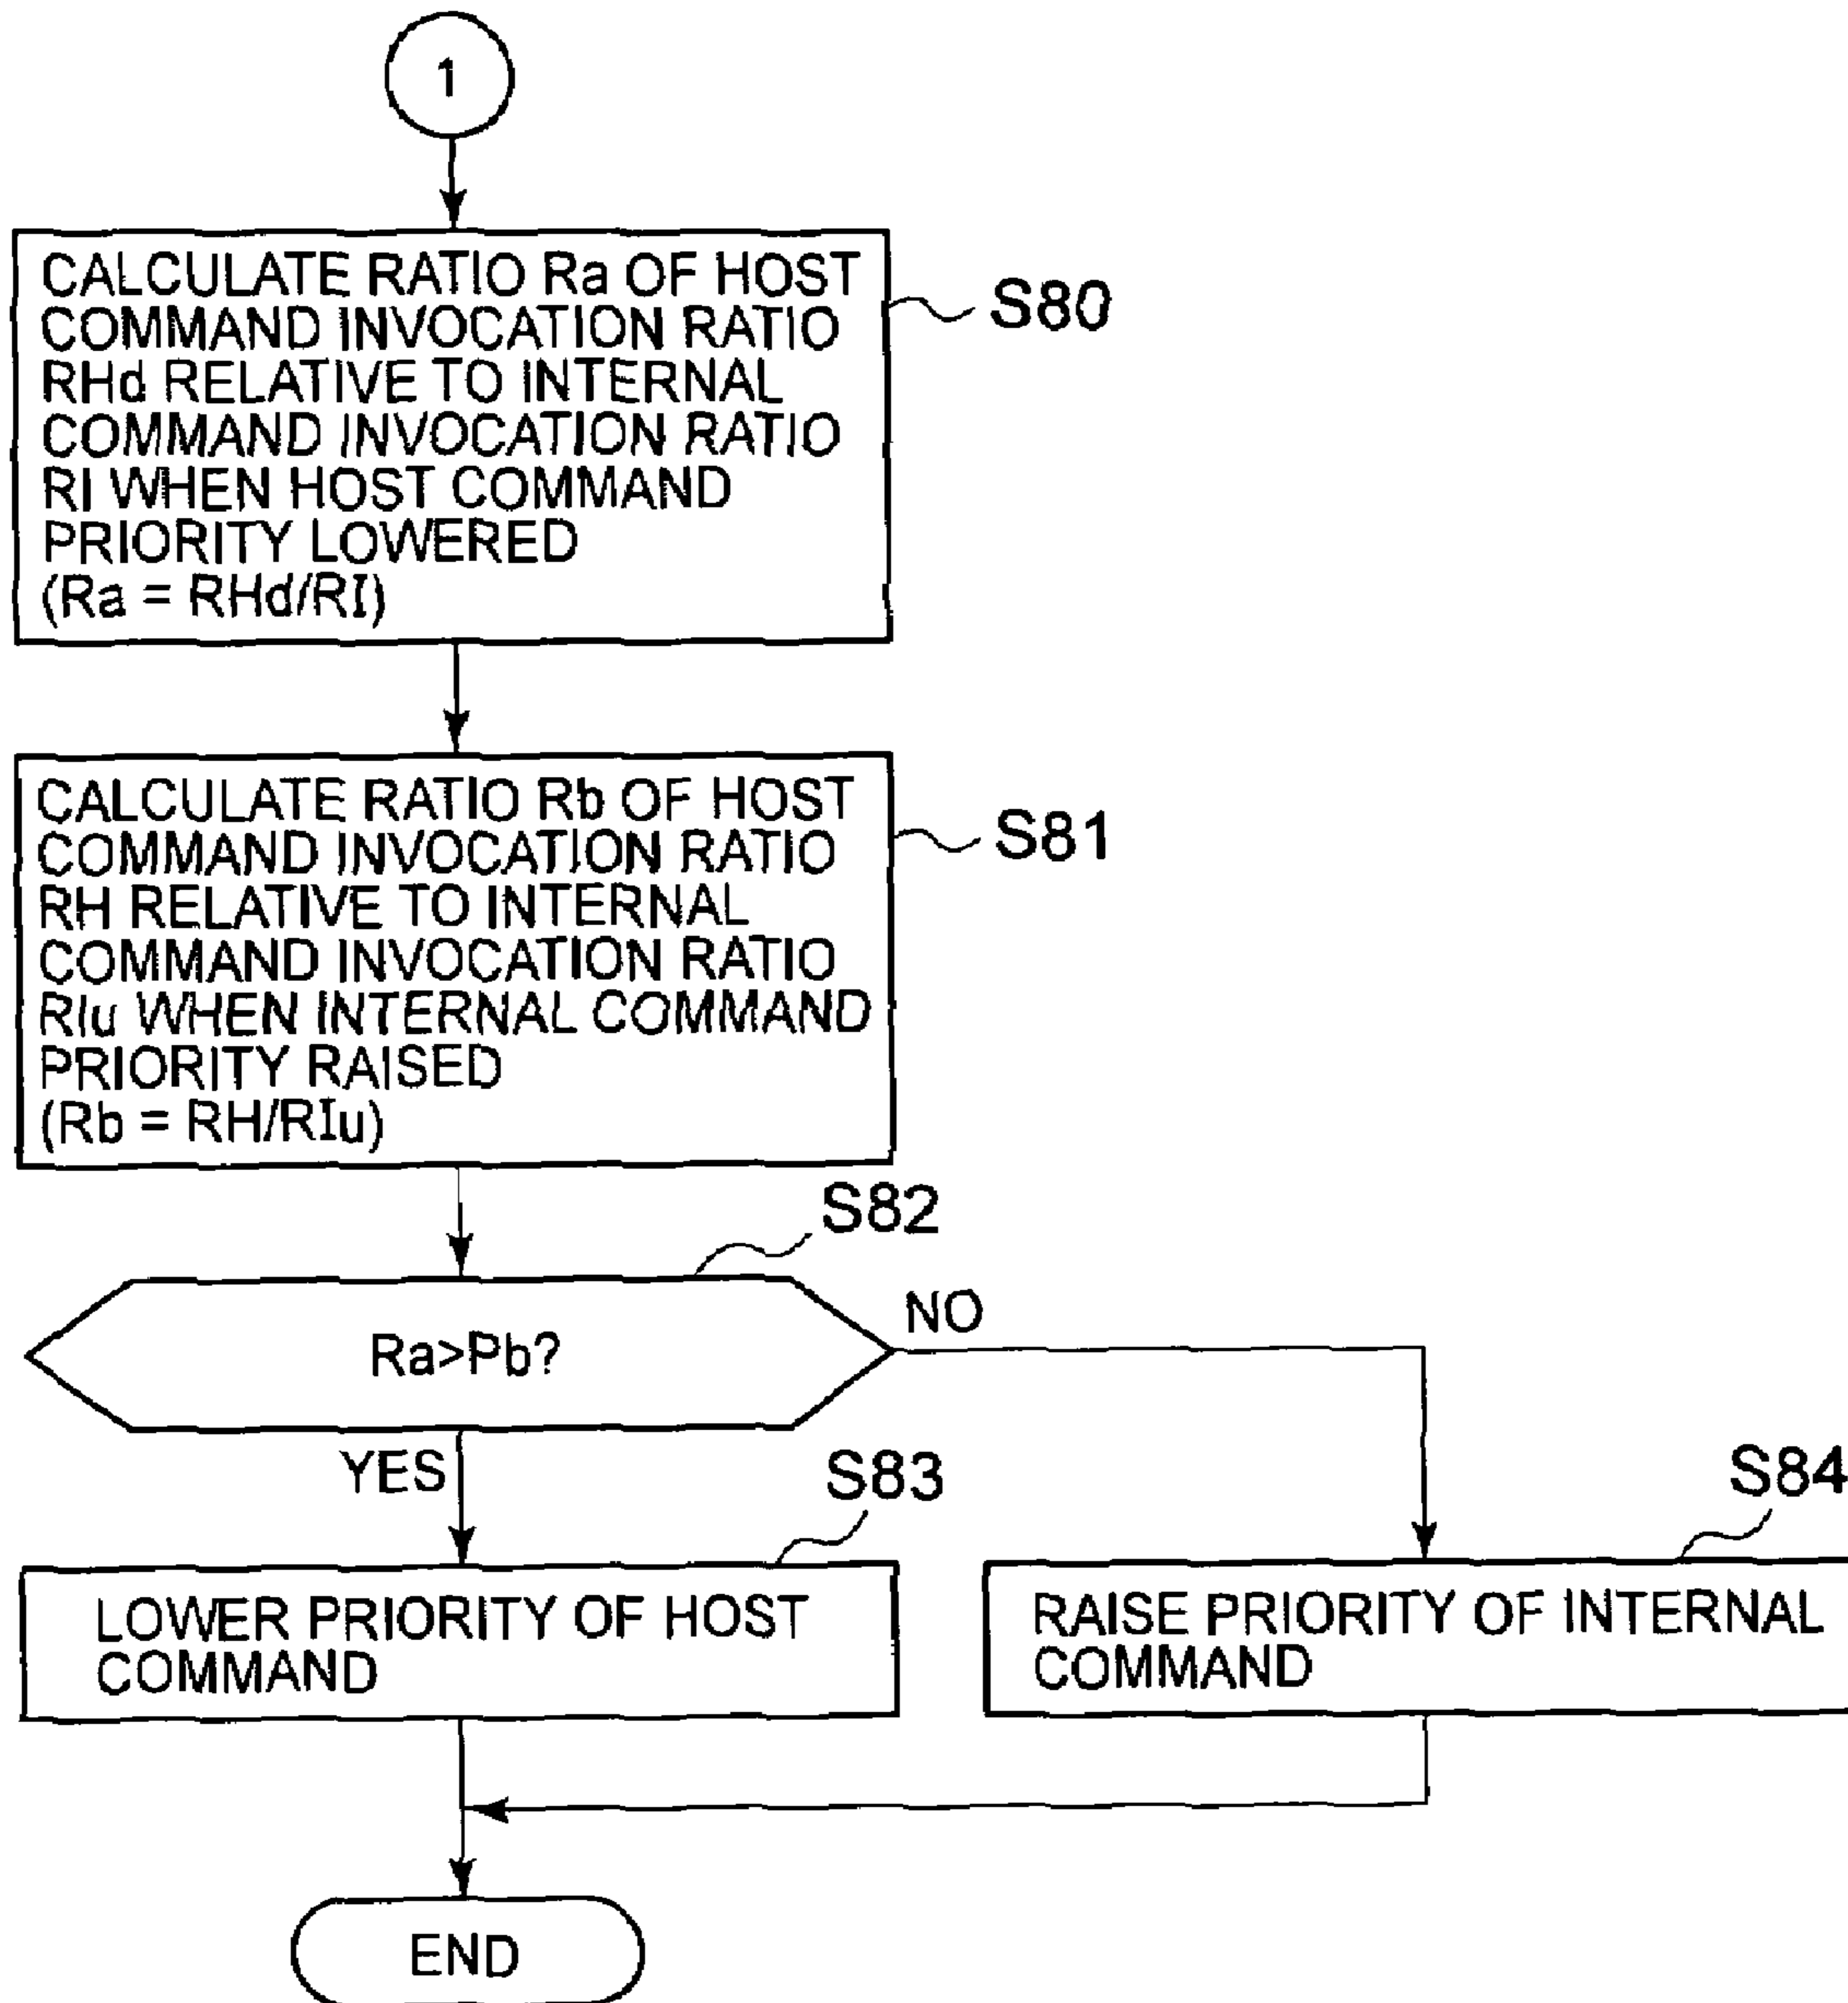 1
CALCULATE RATIO Ra OF HOST
COMMAND INVOCATION RATIO
RHd RELATIVE TO INTERNAL
COMMAND INVOCATION RATIO
RI WHEN HOST COMMAND
PRIORITY LOWERED
(Ra = RHd/RI)
S80
CALCULATE RATIO Rb OF HOST
COMMAND INVOCATION RATIO
RH RELATIVE TO INTERNAL
COMMAND INVOCATION RATIO
RIu WHEN INTERNAL COMMAND
PRIORITY RAISED
(Rb = RH/RIu)
S81
S82
Ra>Pb?
NO
YES
S83
LOWER PRIORITY OF HOST
COMMAND
S84
RAISE PRIORITY OF INTERNAL
COMMAND
END